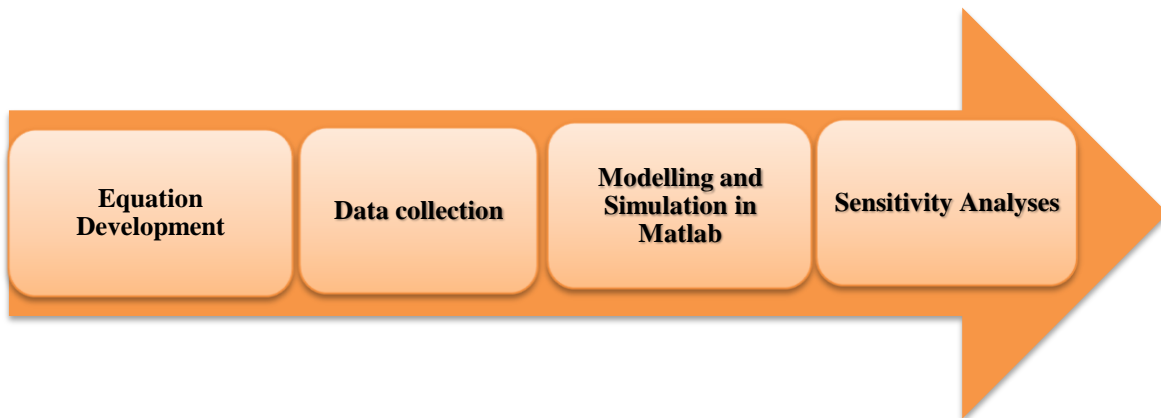 Equation
Development
Data collection
Modelling and
Simulation in
Matlab
Sensitivity Analyses